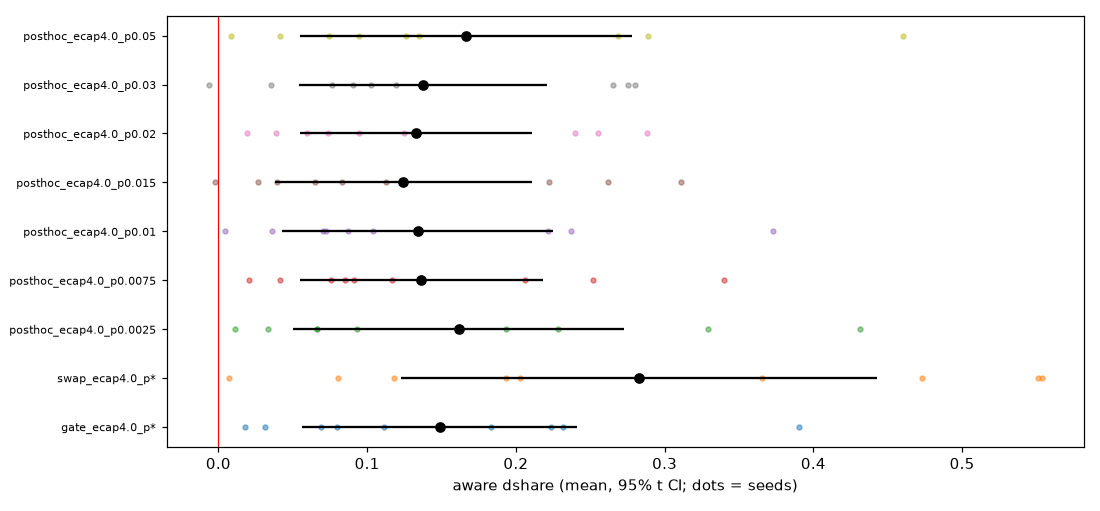 posthoc_ecap4.0_p0.05
posthoc_ecap4.0_p0.03
posthoc_ecap4.0_p0.02
posthoc_ecap4.0_p0.015
posthoc_ecap4.0_p0.01
posthoc_ecap4.0_p0.0075
posthoc_ecap4.0_p0.0025
swap_ecap4.0_p*
gate_ecap4.0_p*
0.0 0.1 0.2 0.3 0.4 0.5
aware dshare (mean, 95% t CI; dots = seeds)